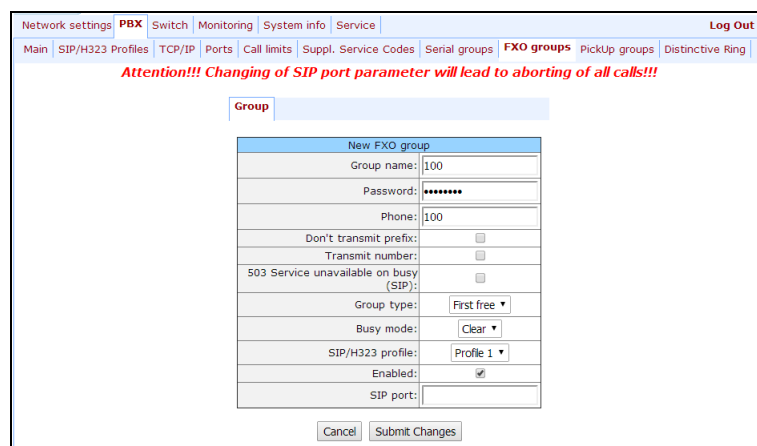 Network settings PBX Switch Monitoring System info Service Log Out
Main SIP/H323 Profiles TCP/IP Ports Call limits Suppl. Service Codes Serial groups FXO groups PickUp groups Distinctive Ring
Attention!!! Changing of SIP port parameter will lead to aborting of all calls!!!
Group
New FXO group
Group name: 100
Password: ••••••••
Phone: 100
Don't transmit prefix:
Transmit number:
503 Service unavailable on busy
(SIP):
Group type: First free
Busy mode: Clear
SIP/H323 profile: Profile 1
Enabled:
SIP port:
Cancel Submit Changes